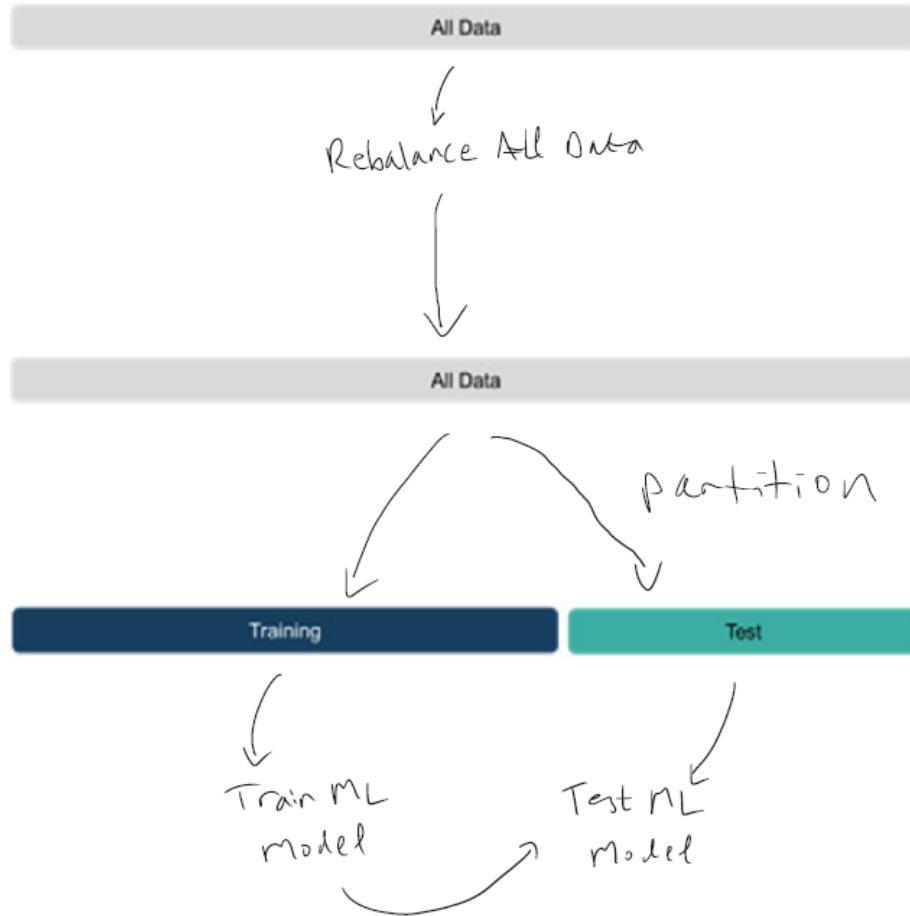 All Data
Rebalance All Data
All Data
partition
Training
Test
Train ML
Model
Test ML
Model